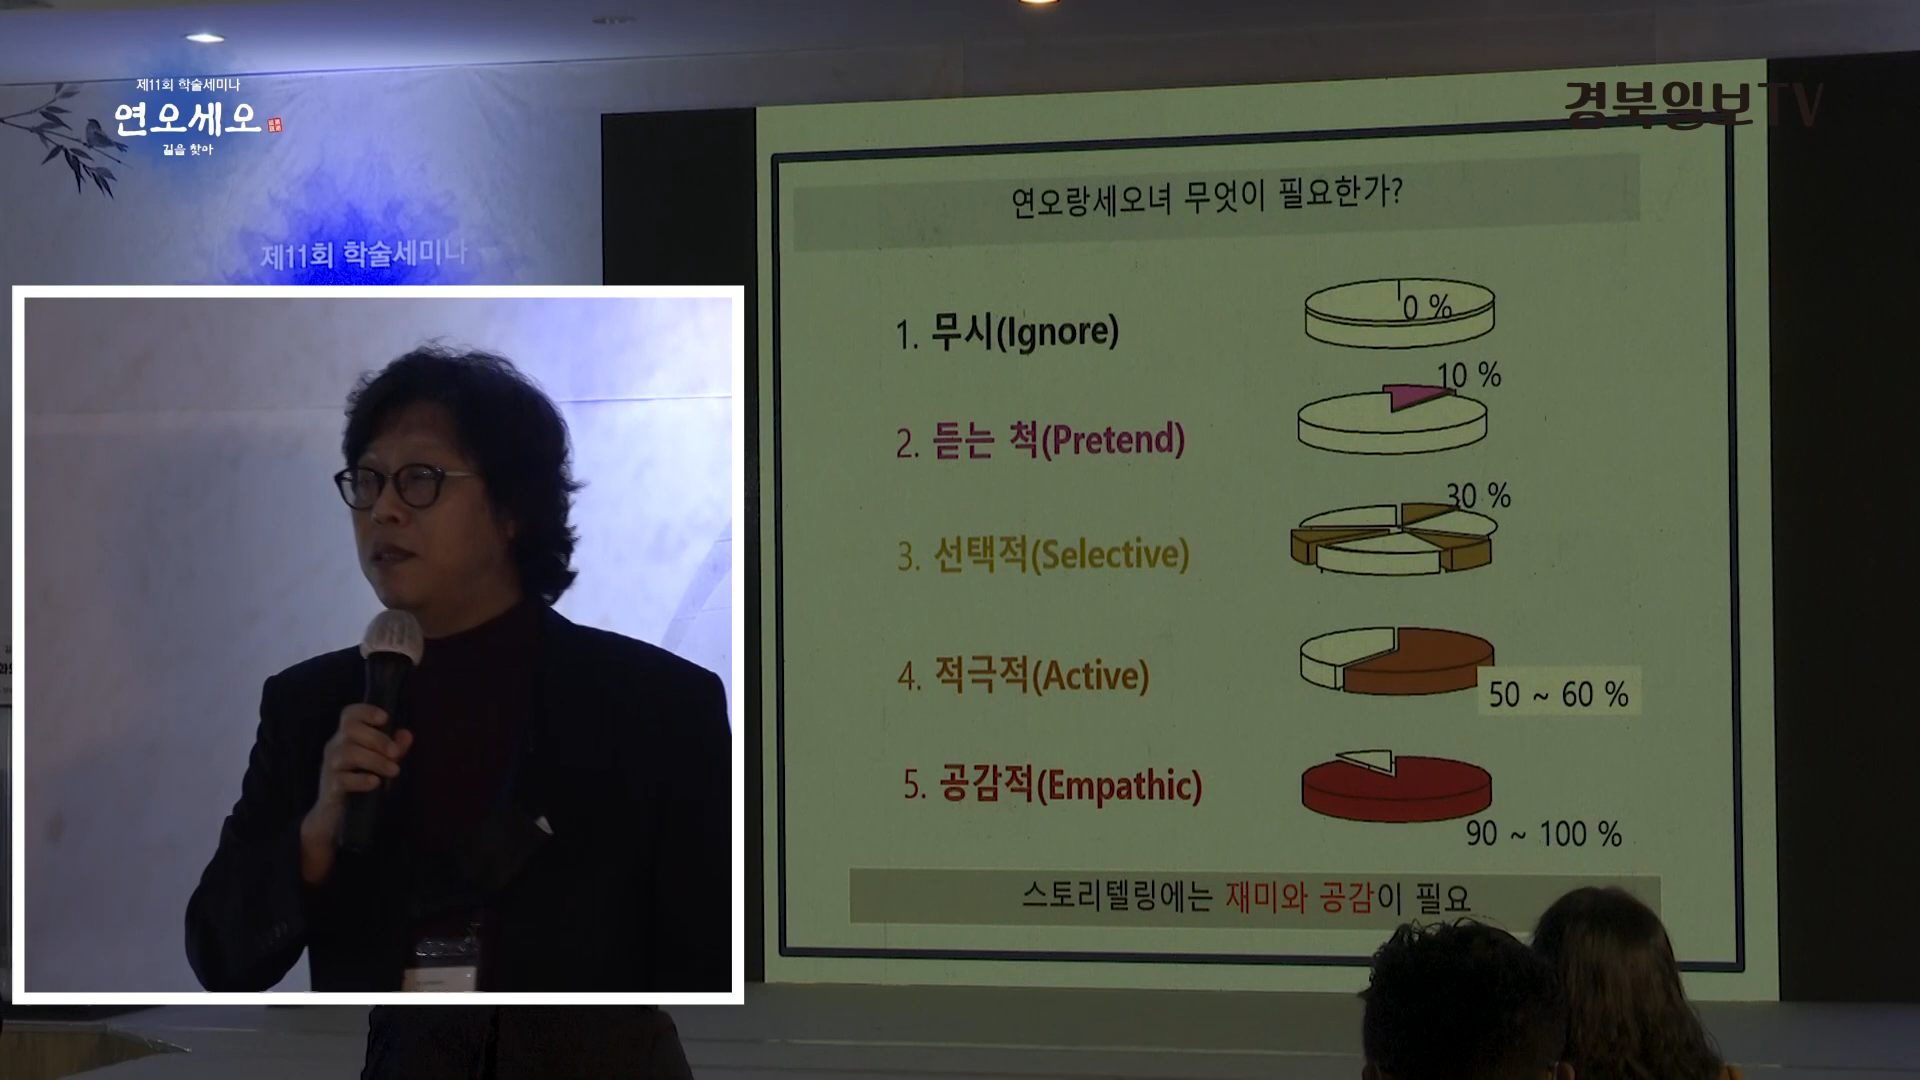 제11회 학술세미나
연오세오
길을 찾아
경북일보TV
제11회 학술세미나
연오랑세오녀 무엇이 필요한가?
1. 무시(Ignore)
0 %
2. 듣는 척(Pretend)
10 %
3. 선택적(Selective)
30 %
4. 적극적(Active)
50 ~ 60 %
5. 공감적(Empathic)
90 ~ 100 %
스토리텔링에는 재미와 공감이 필요